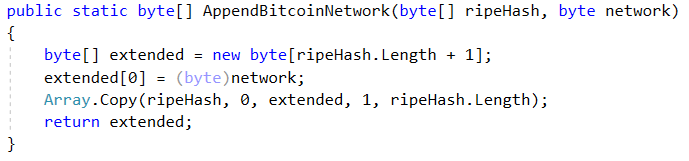 public static byte[] AppendBitcoinNetwork(byte[] ripeHash, byte network)
{
    byte[] extended = new byte[ripeHash.Length + 1];
    extended[0] = (byte)network;
    Array.Copy(ripeHash, 0, extended, 1, ripeHash.Length);
    return extended;
}